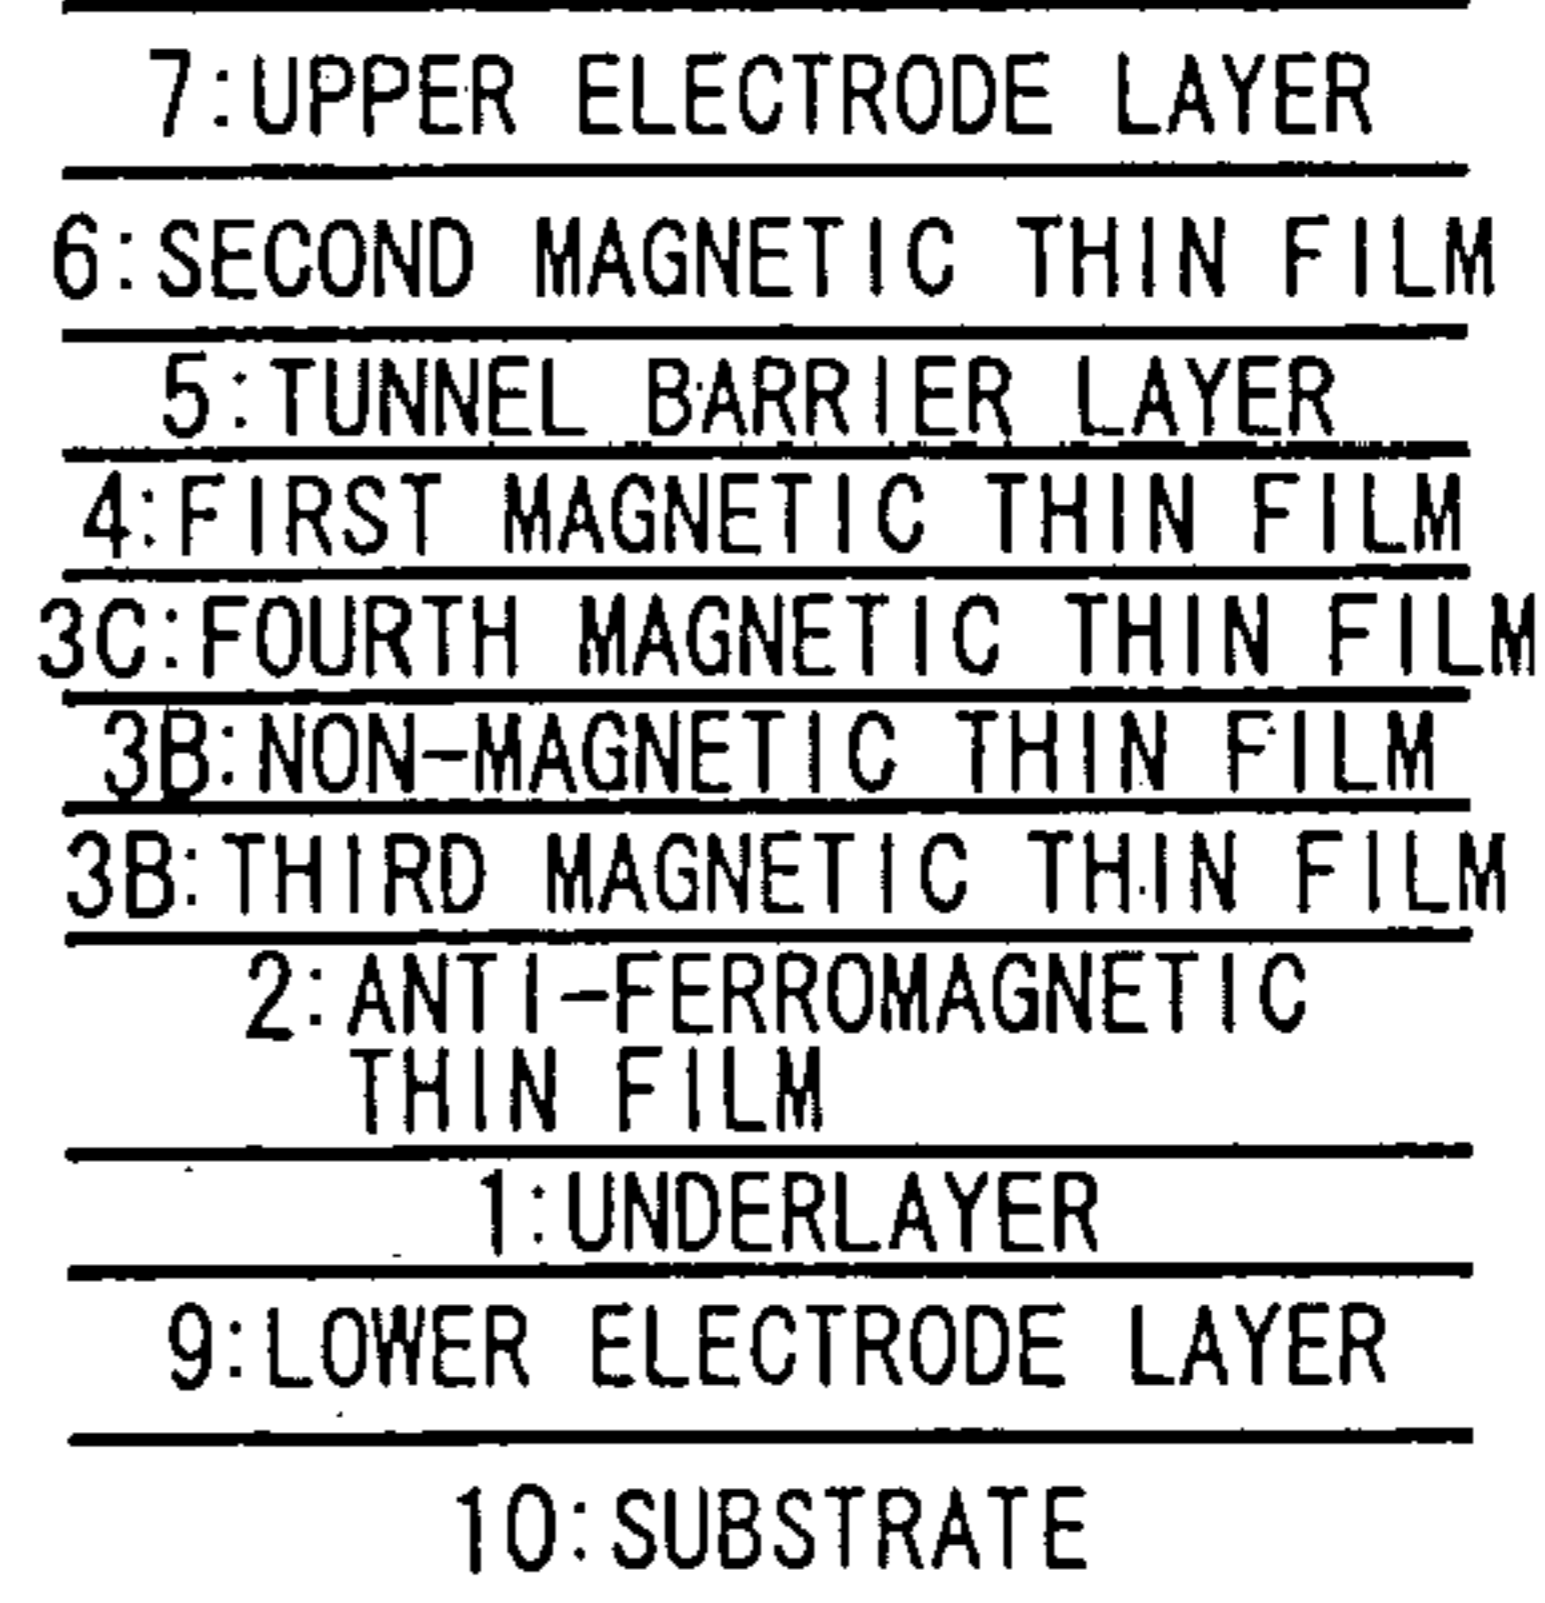 7:UPPER ELECTRODE LAYER
6:SECOND MAGNETIC THIN FILM
5:TUNNEL BARRIER LAYER
4:FIRST MAGNETIC THIN FILM
3C:FOURTH MAGNETIC THIN FILM
3B:NON-MAGNETIC THIN FILM
3B:THIRD MAGNETIC THIN FILM
2:ANTI-FERROMAGNETIC
THIN FILM
1:UNDERLAYER
9:LOWER ELECTRODE LAYER
10:SUBSTRATE